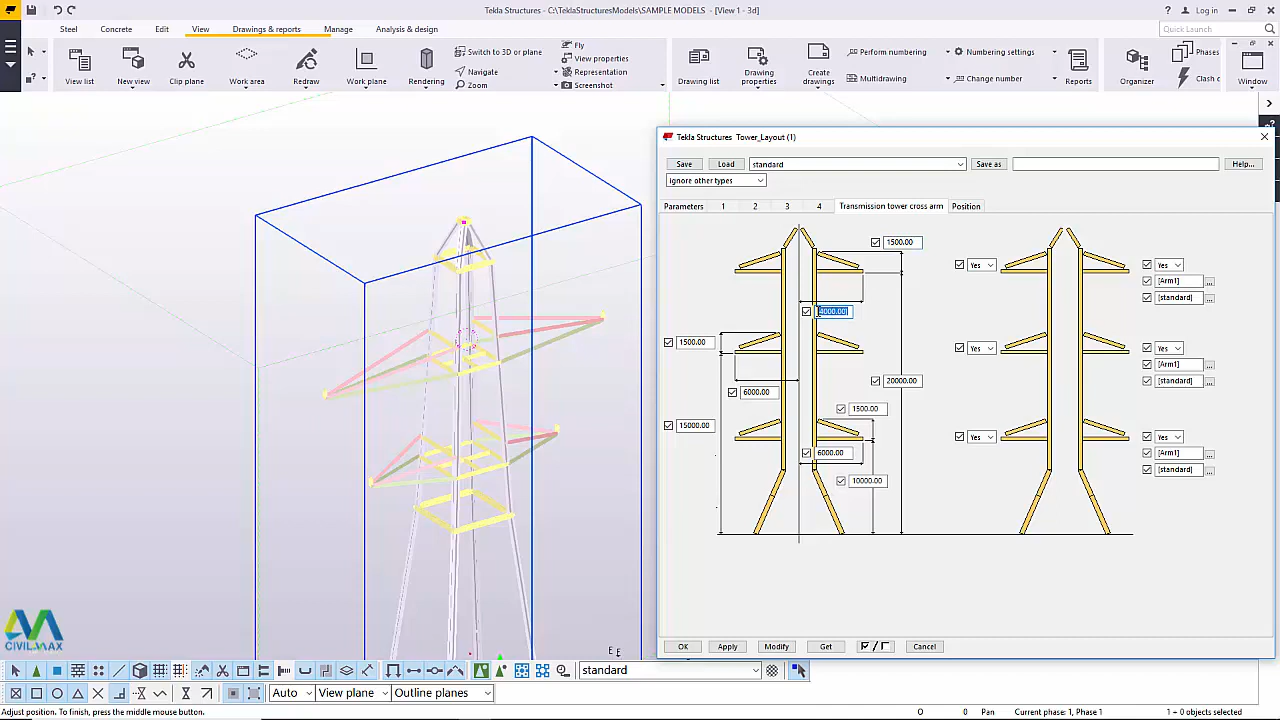 Tekla Structures - C:\TeklaStructuresModels\SAMPLE MODELS - [View 1 - 3d]
Log in
Steel Concrete Edit View Drawings & reports Manage Analysis & design
Quick Launch
View list
New view
Clip plane
Work area
Redraw
Work plane
Rendering
Switch to 3D or plane
Navigate
Zoom
Fly
View properties
Representation
Screenshot
Drawing list
Drawing properties
Create drawings
Perform numbering
Multidrawing
Numbering settings
Change number
Reports
Organizer
Phases
Clash c
Window
Tekla Structures Tower_Layout (1)
Save Load standard Save as Help...
Ignore other types
Parameters 1 2 3 4 Transmission tower cross arm Position
1500.00
Yes Yes
[Arm1] ...
[standard] ...
4000.00
1500.00
Yes Yes
[Arm1] ...
20000.00
[standard] ...
6000.00
1500.00
15000.00
Yes Yes
6000.00
[Arm1] ...
[standard] ...
10000.00
OK Apply Modify Get / Cancel
CIVILMAX
E E
standard
Auto View plane Outline planes
Adjust position. To finish, press the middle mouse button.
O 0 Pan Current phase: 1, Phase 1 1 + 0 objects selected